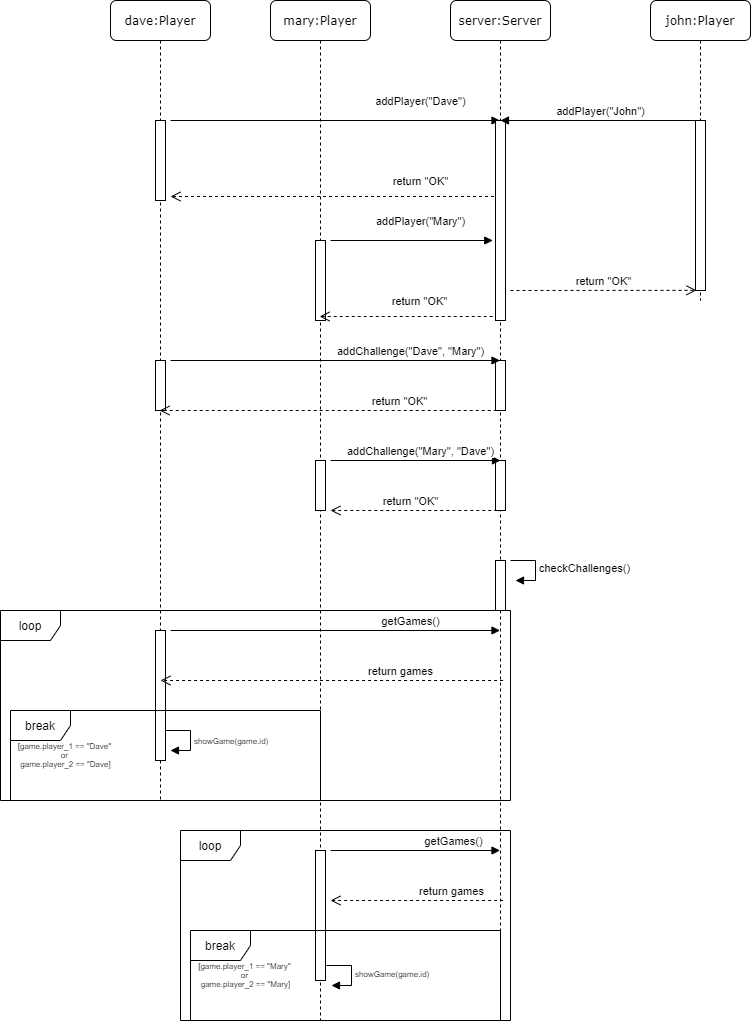 dave:Player
mary:Player
server:Server
john:Player
addPlayer("Dave")
addPlayer("John")
return "OK"
addPlayer("Mary")
return "OK"
return "OK"
addChallenge("Dave", "Mary")
return "OK"
addChallenge("Mary", "Dave")
return "OK"
checkChallenges()
loop
getGames()
return games
break
[game.player_1 == "Dave"
or
game.player_2 == "Dave]
showGame(game.id)
loop
getGames()
return games
break
[game.player_1 == "Mary"
or
game.player_2 == "Mary]
showGame(game.id)